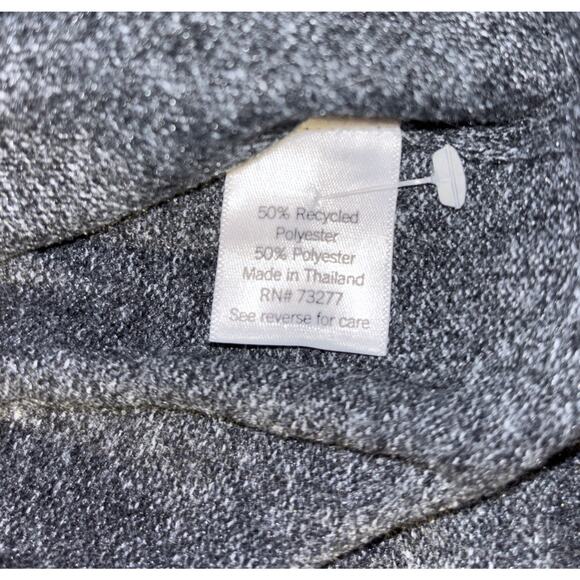 50% Recycled
Polyester
50% Polyester
Made in Thailand
RN# 73277
See reverse for care